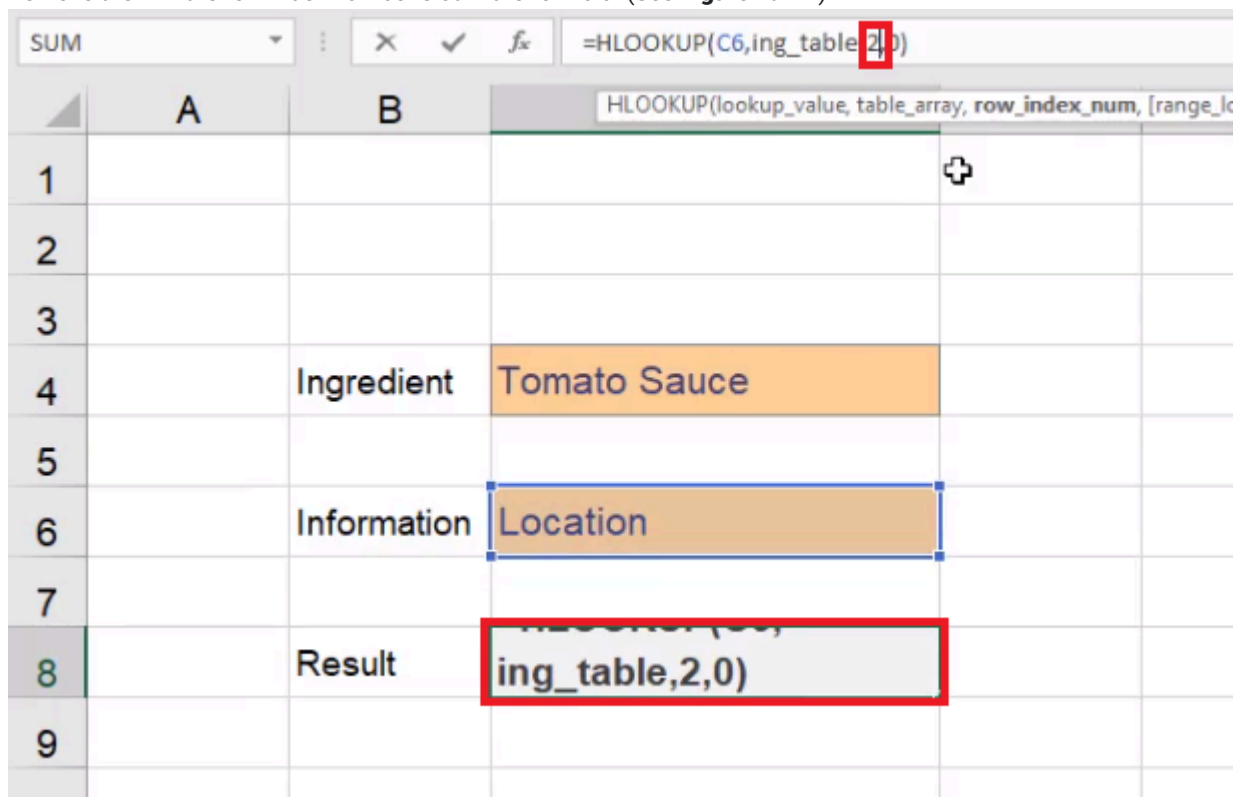 SUM fx =HLOOKUP(C6,ing_table,2,0)
A B HLOOKUP(lookup_value, table_array, row_index_num, [range_lo
1
2
3
4 Ingredient Tomato Sauce
5
6 Information Location
7
8 Result ing_table,2,0)
9